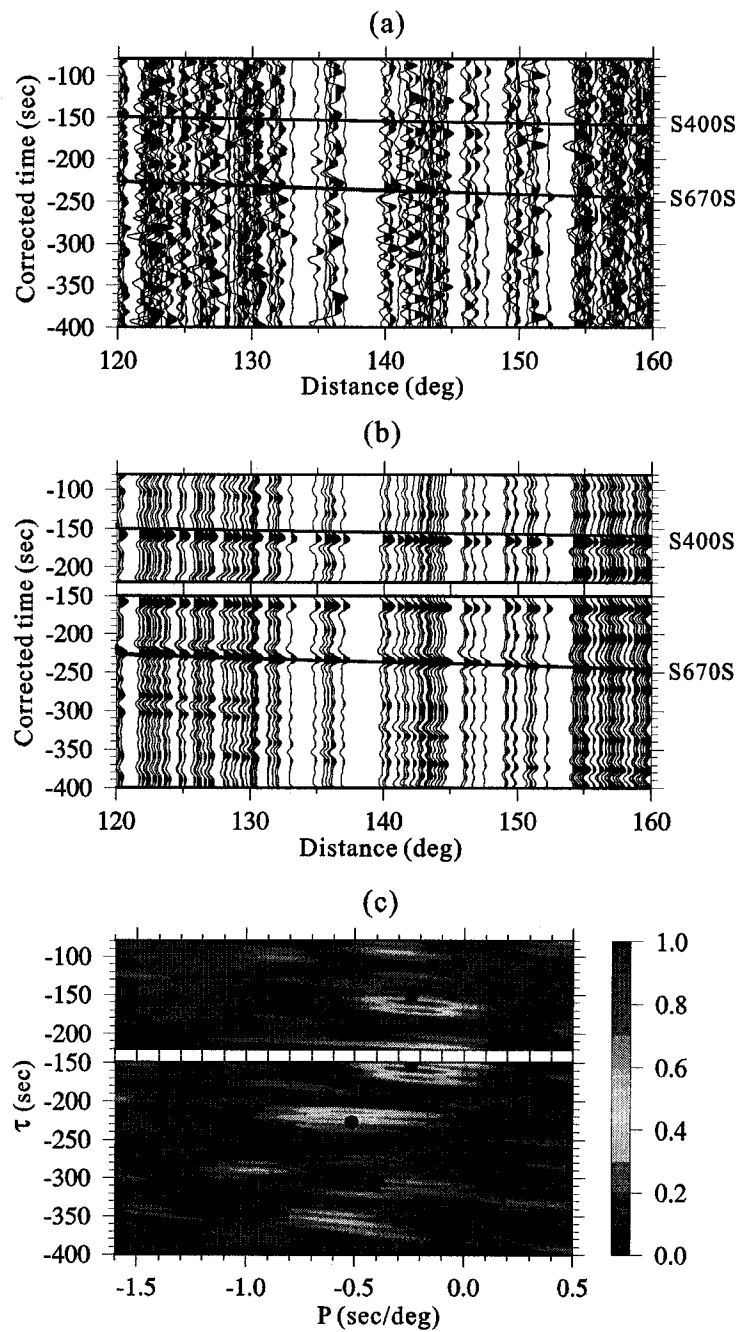 (a)
Corrected time (sec)
-100
-150
-200
-250
-300
-350
-400
S400S
S670S
120 130 140 150 160
Distance (deg)
(b)
Corrected time (sec)
-100
-150
-200
-150
-200
-250
-300
-350
-400
S400S
S670S
120 130 140 150 160
Distance (deg)
(c)
τ (sec)
-100
-150
-200
-150
-200
-250
-300
-350
-400
-1.5 -1.0 -0.5 0.0 0.5
P (sec/deg)
1.0
0.8
0.6
0.4
0.2
0.0